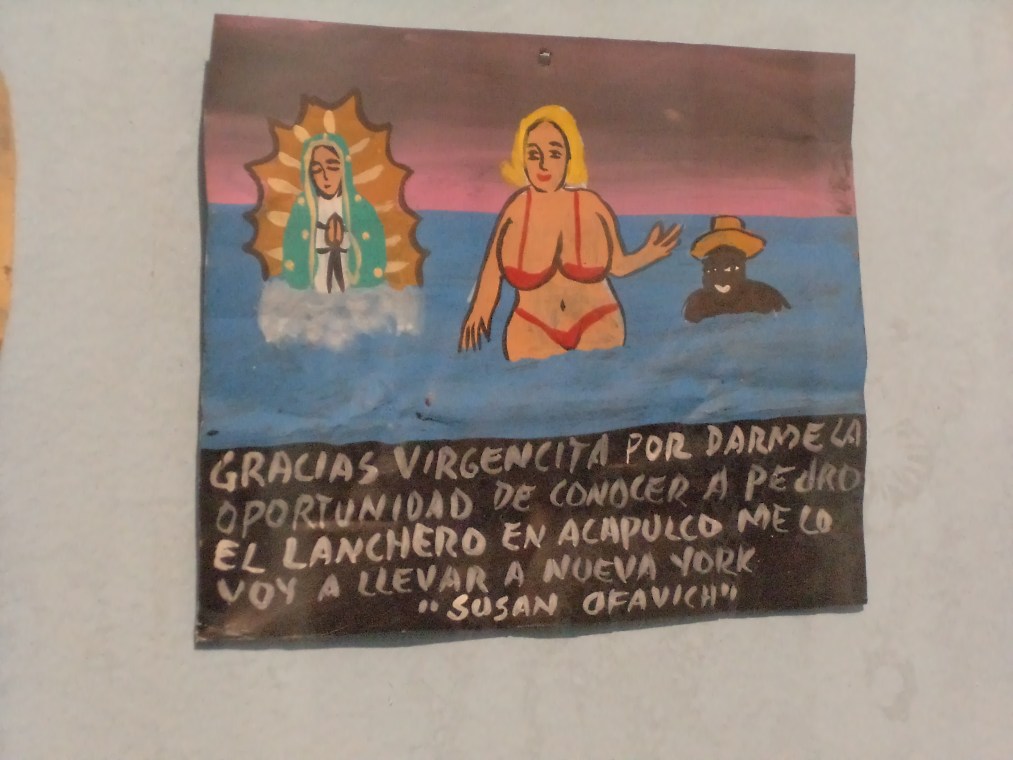 GRACIAS VIRGENCITA POR DARME LA
OPORTUNIDAD DE CONOCER A PEDRO
EL LANCHERO EN ACAPULCO ME LO
VOY A LLEVAR A NUEVA YORK
"SUSAN OFAVICH"